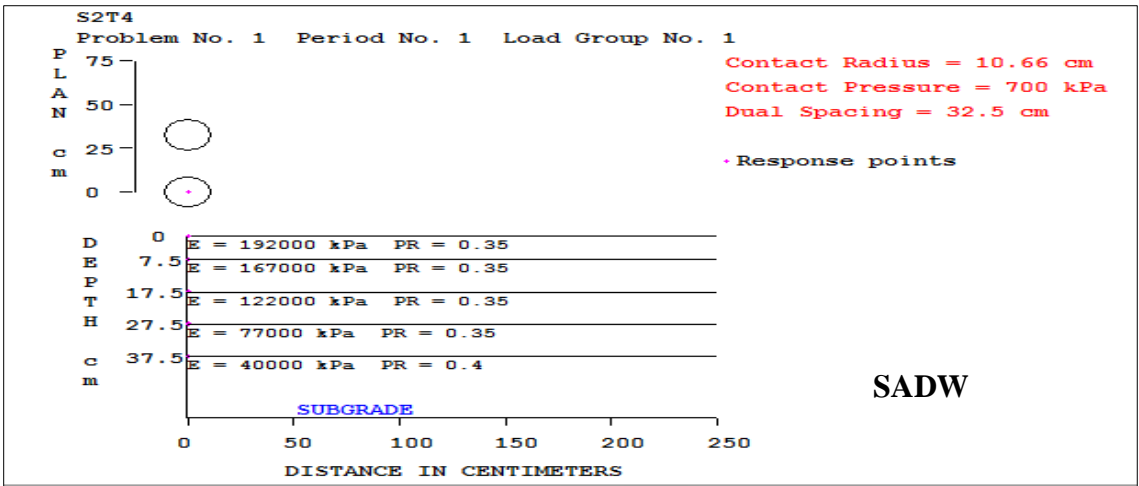 S2T4
Problem No. 1 Period No. 1 Load Group No. 1
PLAN cm
75
50
25
0
Contact Radius = 10.66 cm
Contact Pressure = 700 kPa
Dual Spacing = 32.5 cm
Response points
DEPTH cm
0
E = 192000 kPa PR = 0.35
7.5
E = 167000 kPa PR = 0.35
17.5
E = 122000 kPa PR = 0.35
27.5
E = 77000 kPa PR = 0.35
37.5
E = 40000 kPa PR = 0.4
SADW
SUBGRADE
0 50 100 150 200 250
DISTANCE IN CENTIMETERS